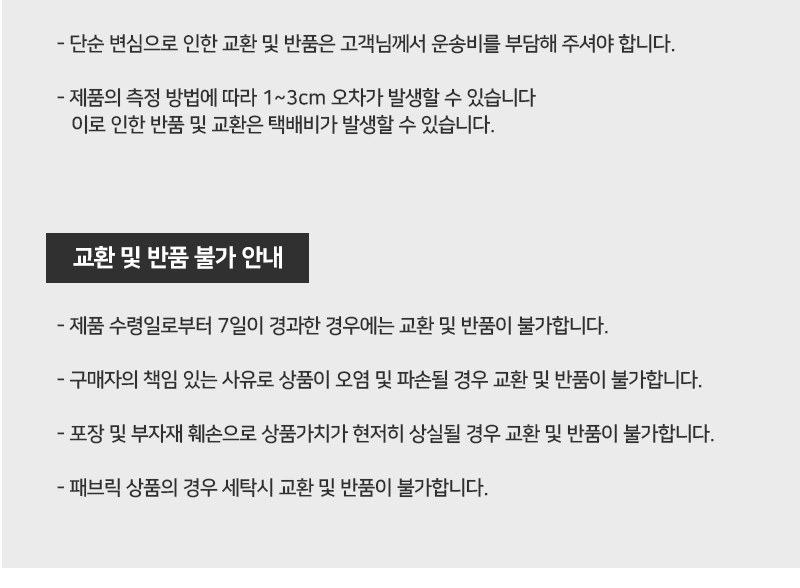 - 단순 변심으로 인한 교환 및 반품은 고객님께서 운송비를 부담해 주셔야 합니다.
- 제품의 측정 방법에 따라 1~3cm 오차가 발생할 수 있습니다
이로 인한 반품 및 교환은 택배비가 발생할 수 있습니다.
교환 및 반품 불가 안내
- 제품 수령일로부터 7일이 경과한 경우에는 교환 및 반품이 불가합니다.
- 구매자의 책임 있는 사유로 상품이 오염 및 파손될 경우 교환 및 반품이 불가합니다.
- 포장 및 부자재 훼손으로 상품가치가 현저히 상실될 경우 교환 및 반품이 불가합니다.
- 패브릭 상품의 경우 세탁시 교환 및 반품이 불가합니다.